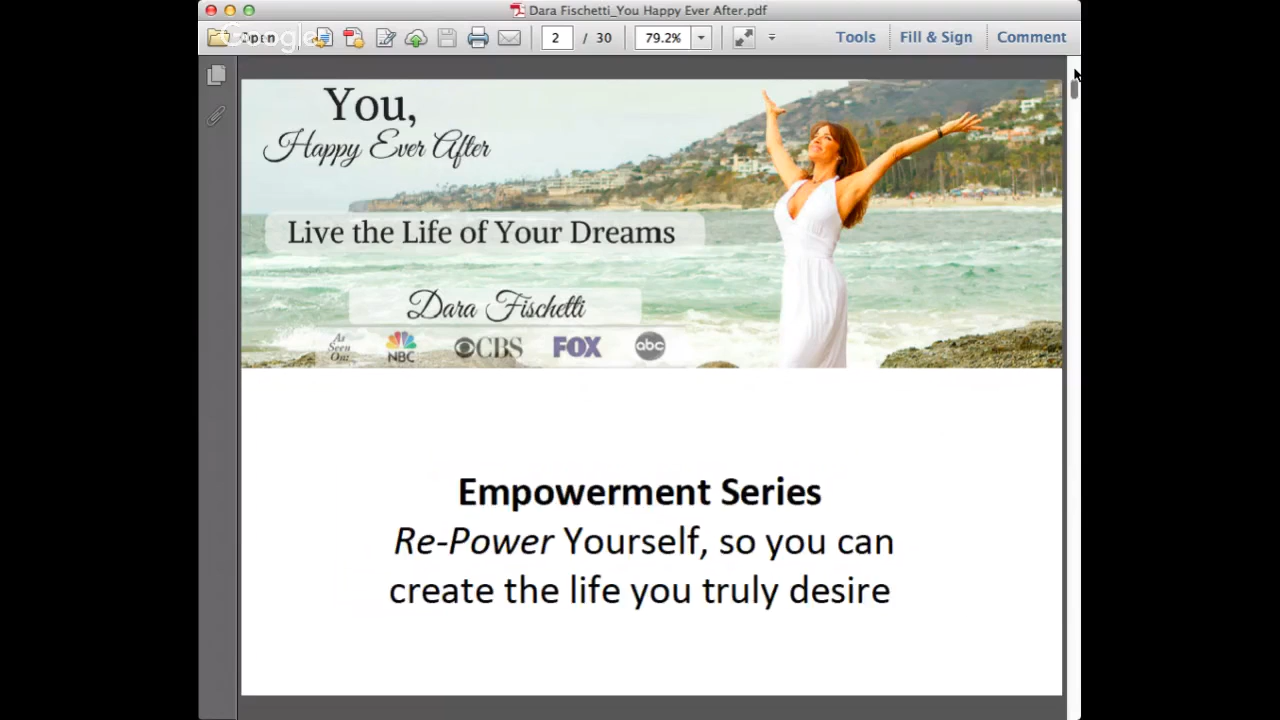 Dara Fischetti_You Happy Ever After.pdf
Google
Open
2 / 30
79.2%
Tools
Fill & Sign
Comment
You,
Happy Ever After
Live the Life of Your Dreams
Dara Fischetti
As
Seen
On:
NBC
CBS
FOX
abc
Empowerment Series
Re-Power Yourself, so you can
create the life you truly desire